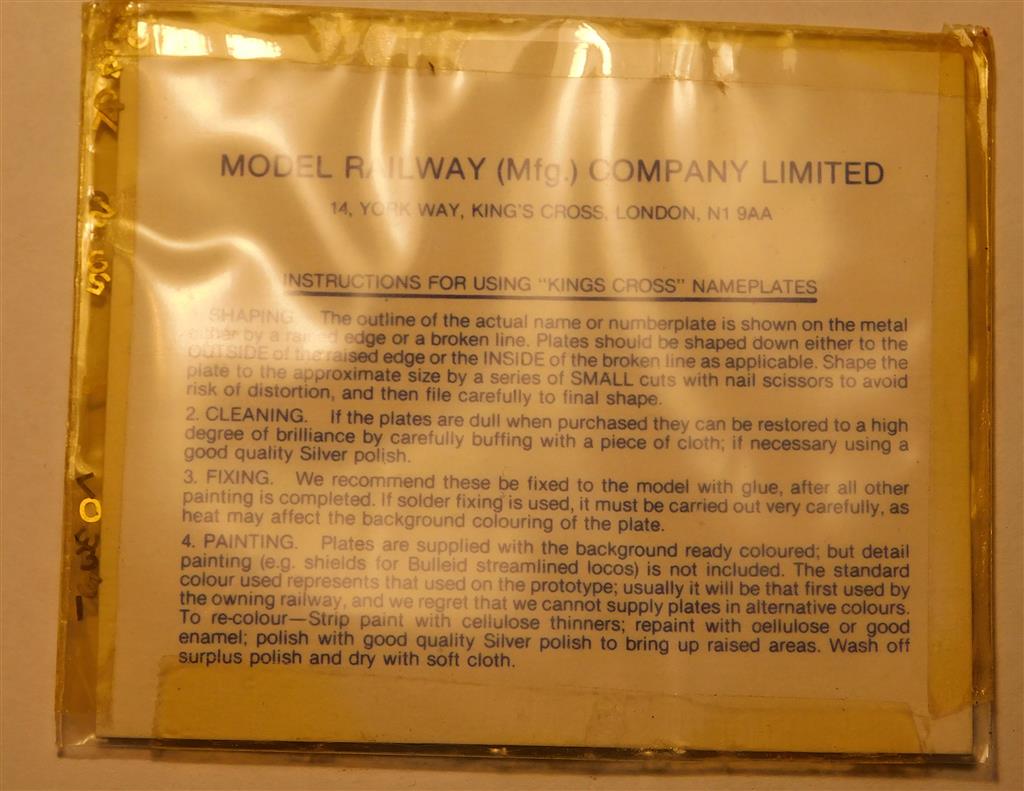 MODEL RAILWAY (Mfg.) COMPANY LIMITED
14, YORK WAY, KING'S CROSS, LONDON, N1 9AA
INSTRUCTIONS FOR USING "KINGS CROSS" NAMEPLATES
SHAPING. The outline of the actual name or numberplate is shown on the metal
either by a raised edge or a broken line. Plates should be shaped down either to the
OUTSIDE of the raised edge or the INSIDE of the broken line as applicable. Shape the
plate to the approximate size by a series of SMALL cuts with nail scissors to avoid
risk of distortion, and then file carefully to final shape.
2. CLEANING. If the plates are dull when purchased they can be restored to a high
degree of brilliance by carefully buffing with a piece of cloth; if necessary using a
good quality Silver polish.
3. FIXING. We recommend these be fixed to the model with glue, after all other
painting is completed. If solder fixing is used, it must be carried out very carefully, as
heat may affect the background colouring of the plate.
4. PAINTING. Plates are supplied with the background ready coloured; but detail
painting (e.g. shields for Bulleid streamlined locos) is not included. The standard
colour used represents that used on the prototype; usually it will be that first used by
the owning railway, and we regret that we cannot supply plates in alternative colours.
To re-colour—Strip paint with cellulose thinners; repaint with cellulose or good
enamel; polish with good quality Silver polish to bring up raised areas. Wash off
surplus polish and dry with soft cloth.